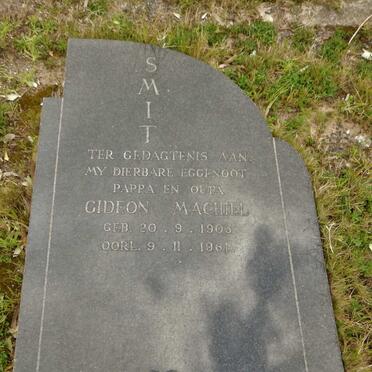 SMIT
TER GEDAGTENIS AAN
MY DIERBARE EGGENOOT
PAPPA EN OUPA
GIDEON MACHIEL
GEB. 20 . 9 . 1903
OORL. 9 . 11 . 1961